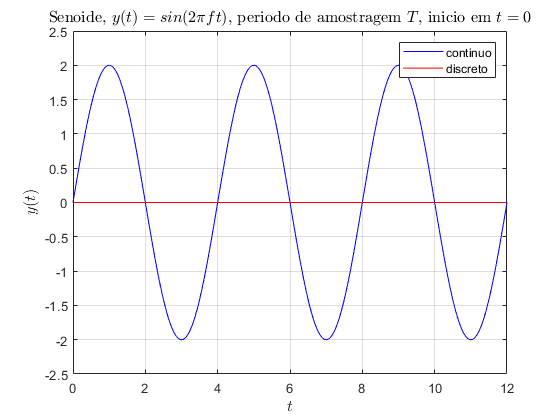 Senoide, y(t) = sin(2πft), periodo de amostragem T, inicio em t = 0
2.5
2
1.5
1
0.5
0
-0.5
-1
-1.5
-2
-2.5
y(t)
continuo
discreto
0 2 4 6 8 10 12
t